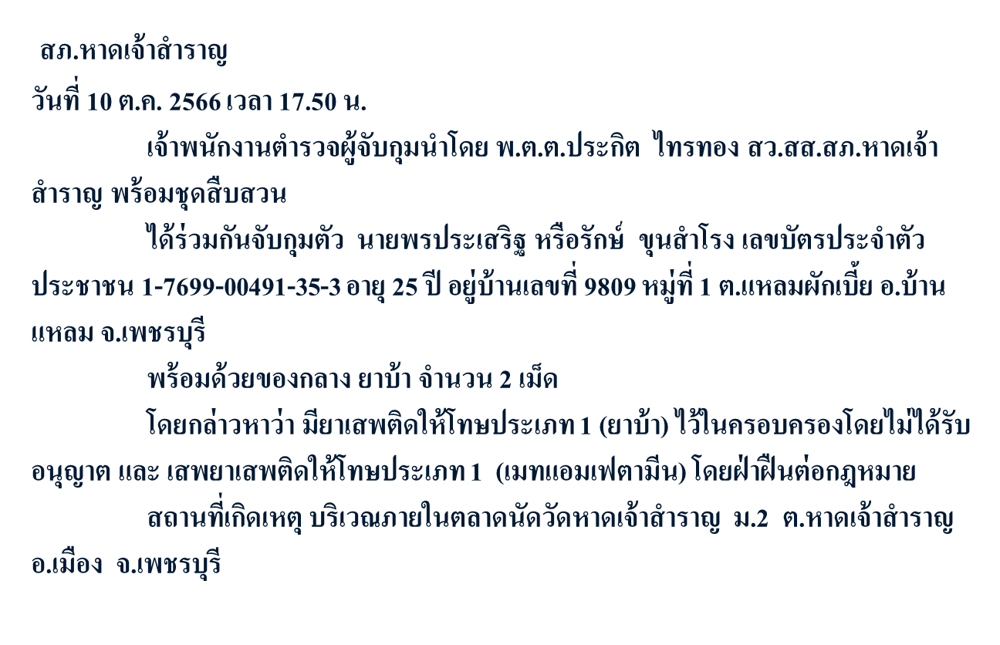 สภ.หาดเจ้าสำราญ
วันที่ 10 ต.ค. 2566 เวลา 17.50 น.
เจ้าพนักงานตำรวจผู้จับกุมนำโดย พ.ต.ต.ประกิต ไทรทอง สว.สส.สภ.หาดเจ้า
สำราญ พร้อมชุดสืบสวน
ได้ร่วมกันจับกุมตัว นายพรประเสริฐ หรือรักษ์ ขุนสำโรง เลขบัตรประจำตัว
ประชาชน 1-7699-00491-35-3 อายุ 25 ปี อยู่บ้านเลขที่ 9809 หมู่ที่ 1 ต.แหลมผักเบี้ย อ.บ้าน
แหลม จ.เพชรบุรี
พร้อมด้วยของกลาง ยาบ้า จำนวน 2 เม็ด
โดยกล่าวหาว่า มียาเสพติดให้โทษประเภท 1 (ยาบ้า) ไว้ในครอบครองโดยไม่ได้รับ
อนุญาต และ เสพยาเสพติดให้โทษประเภท 1 (เมทแอมเฟตามีน) โดยฝ่าฝืนต่อกฎหมาย
สถานที่เกิดเหตุ บริเวณภายในตลาดนัดวัดหาดเจ้าสำราญ ม.2 ต.หาดเจ้าสำราญ
อ.เมือง จ.เพชรบุรี